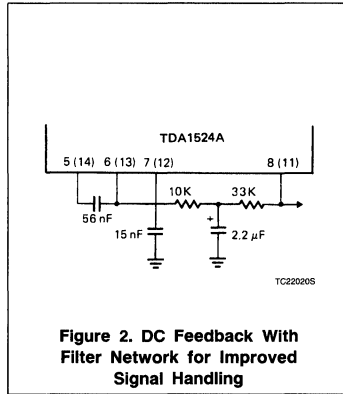 TDA1524A
5 (14) 6 (13) 7 (12) 8 (11)
10K 33K
56 nF
+
15 nF 2.2 μF
TC22020S
Figure 2. DC Feedback With
Filter Network for Improved
Signal Handling